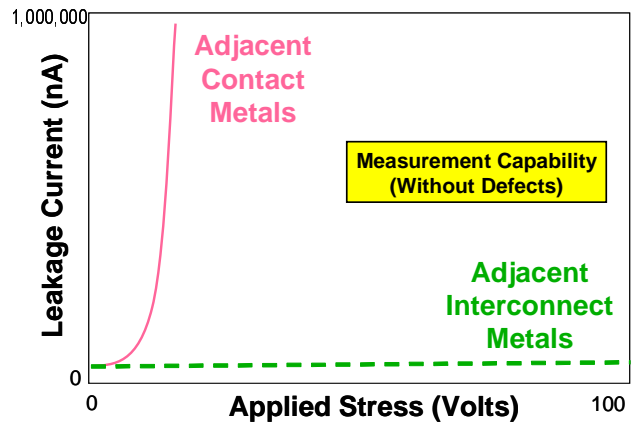 1,000,000
Adjacent
Contact
Metals
Leakage Current (nA)
Measurement Capability
(Without Defects)
Adjacent
Interconnect
Metals
0
0
Applied Stress (Volts)
100